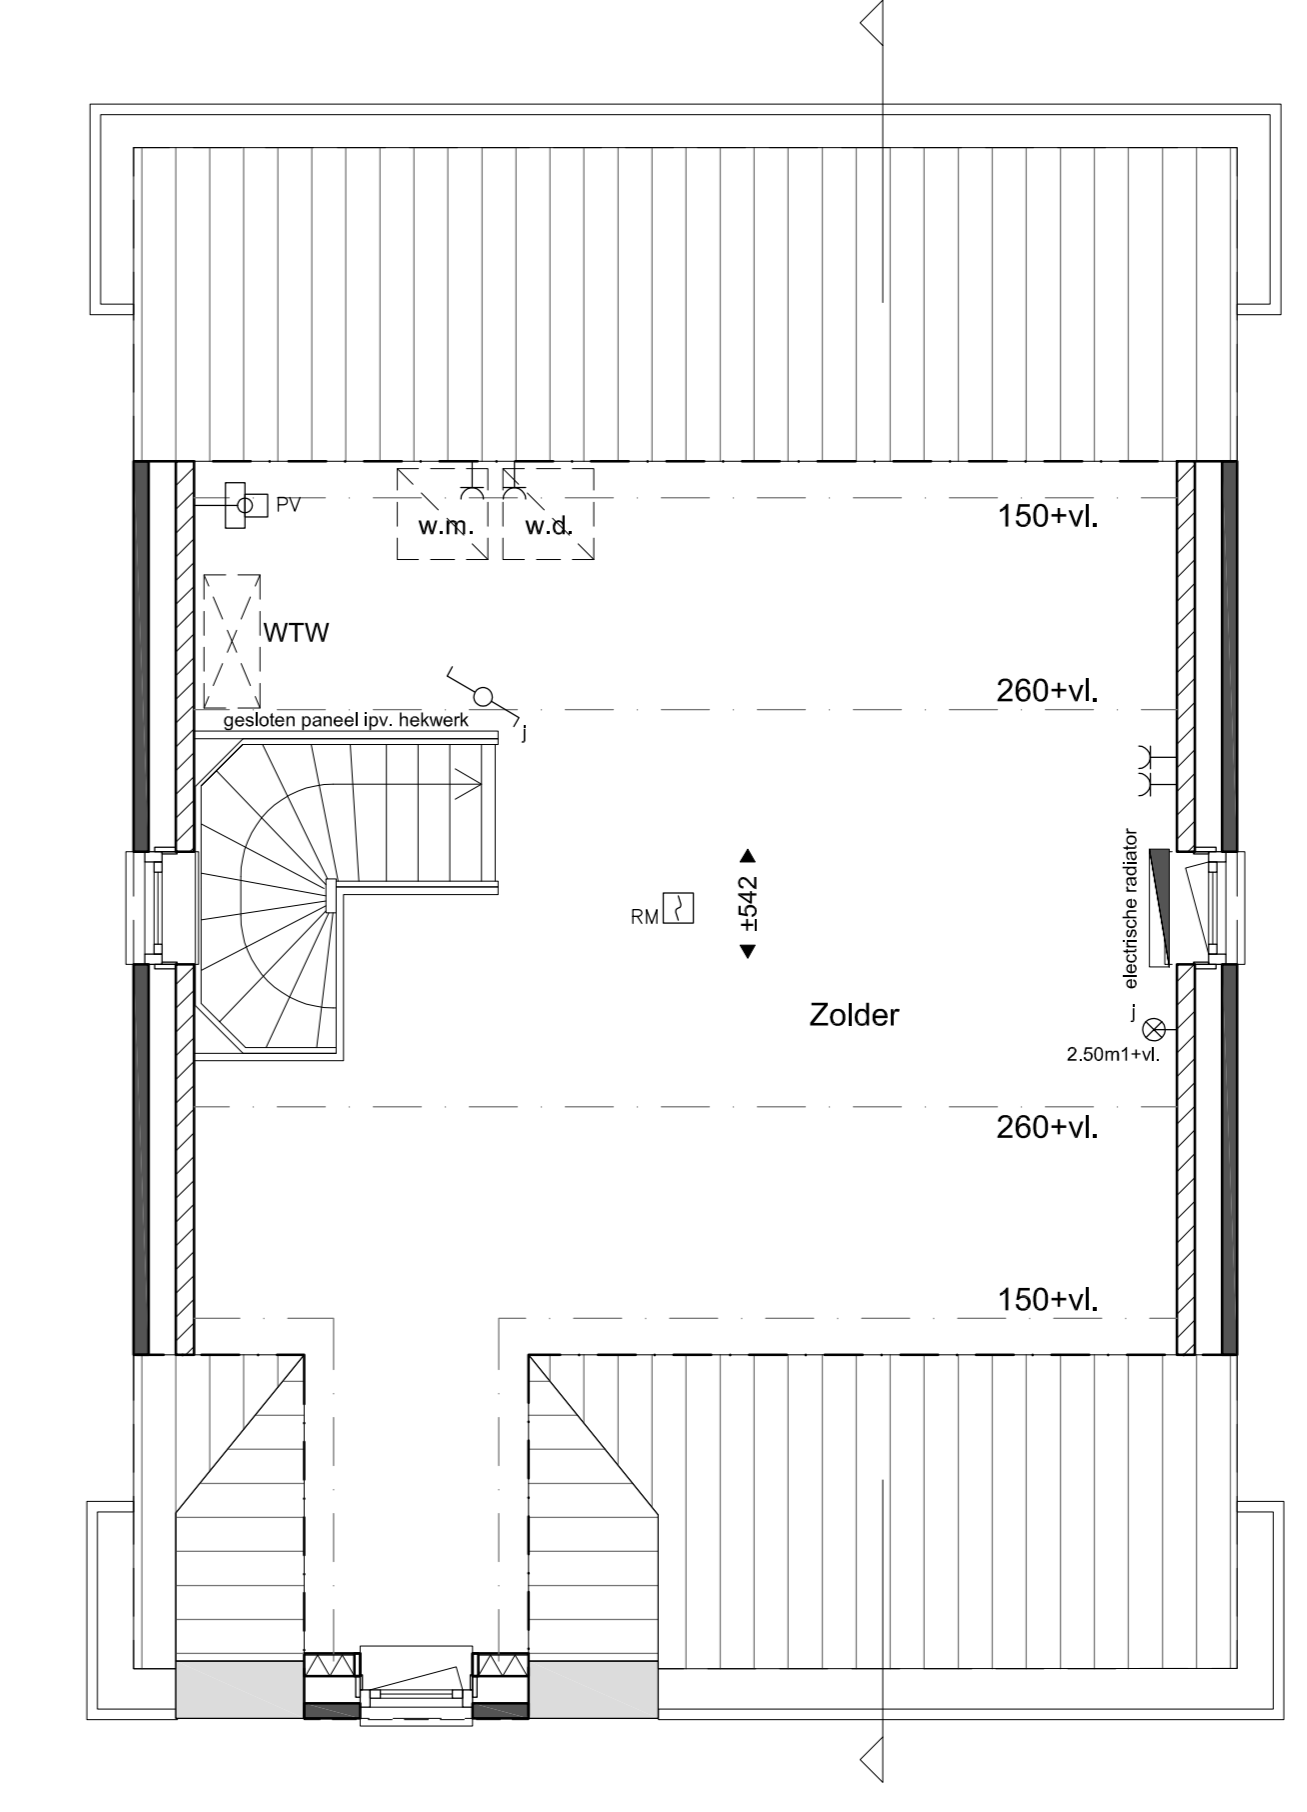 PV
w.m.
w.d.
150+vl.
WTW
260+vl.
gesloten paneel ipv. hekwerk
j
electrische radiator
RM
±542
Zolder
j
2.50m1+vl.
260+vl.
150+vl.